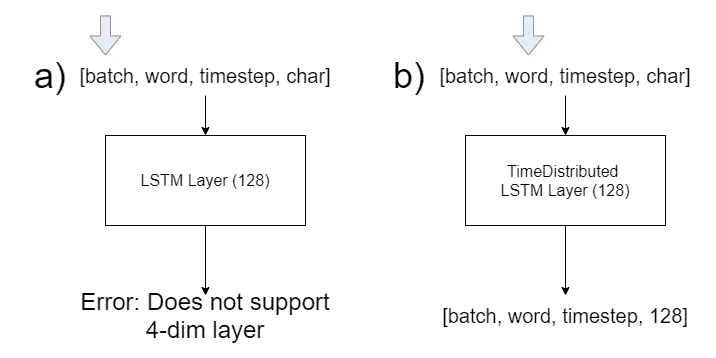 a) [batch, word, timestep, char]
LSTM Layer (128)
Error: Does not support
4-dim layer
b) [batch, word, timestep, char]
TimeDistributed
LSTM Layer (128)
[batch, word, timestep, 128]